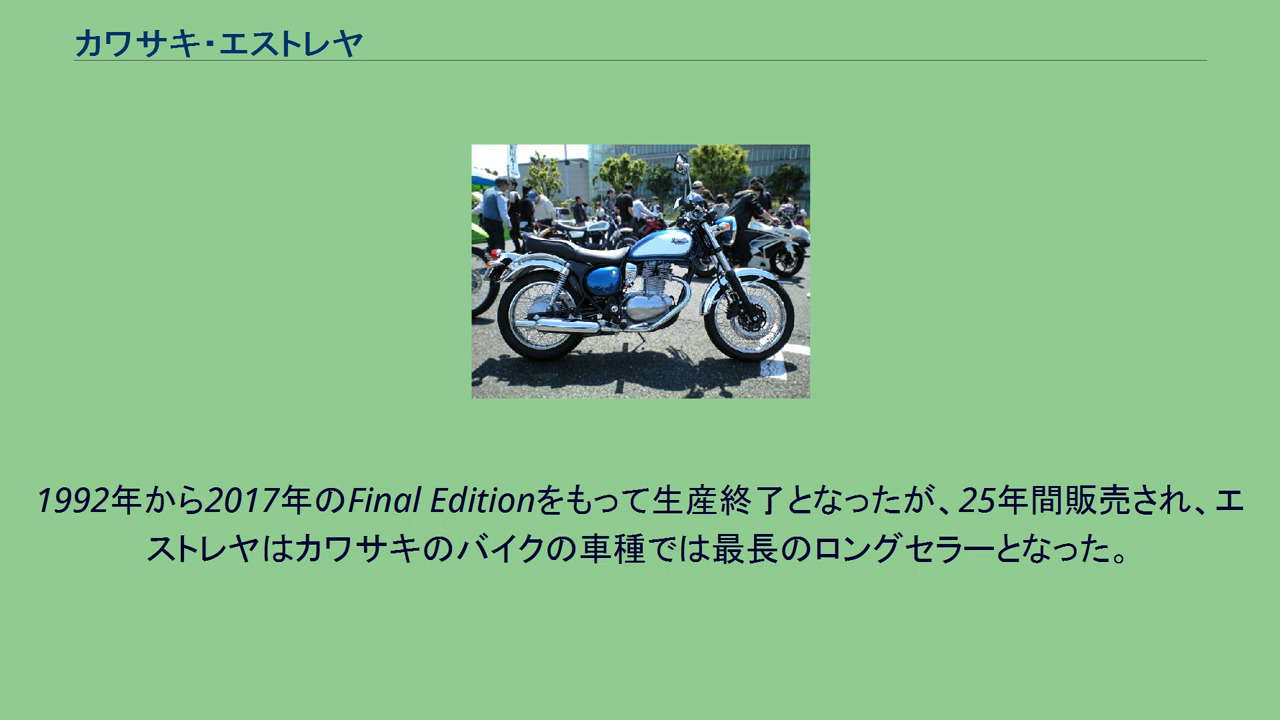 カワサキ・エストレヤ
1992年から2017年のFinal Editionをもって生産終了となったが、25年間販売され、エ
ストレヤはカワサキのバイクの車種では最長のロングセラーとなった。